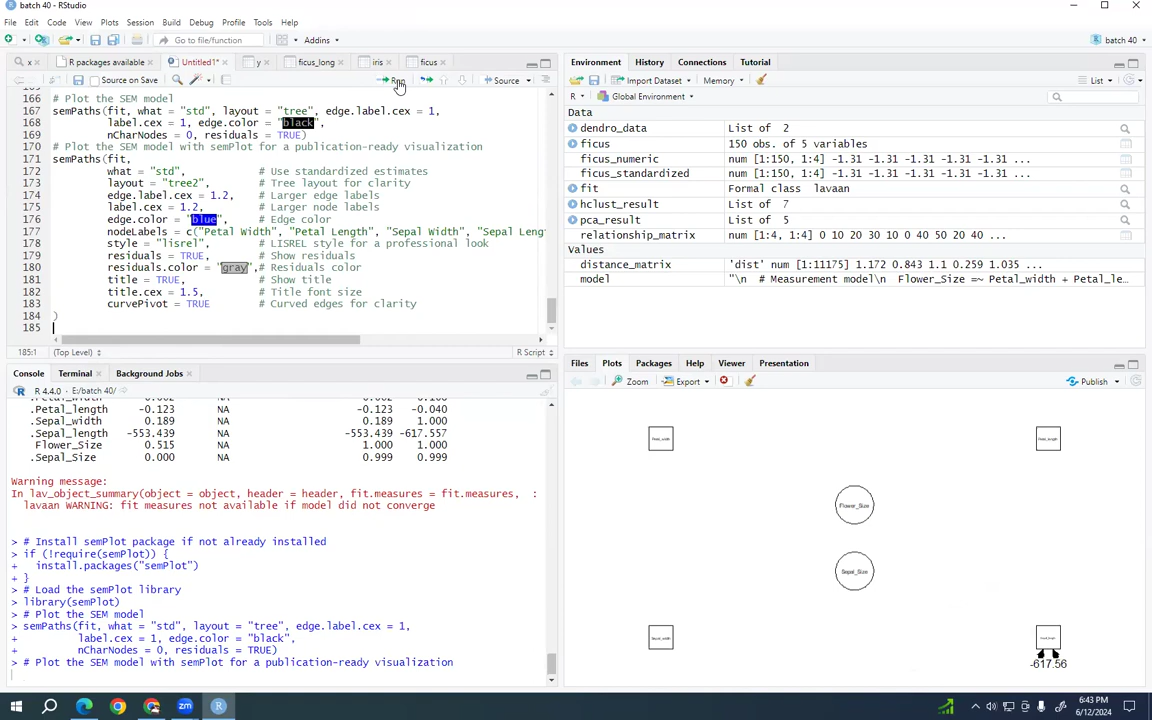 batch 40 - RStudio
File Edit Code View Plots Session Build Debug Profile Tools Help
Go to file/function Addins batch 40
x R packages available Untitled1* y ficus_long iris ficus
Source on Save Run Source
166 # Plot the SEM model
167 semPaths(fit, what = "std", layout = "tree", edge.label.cex = 1,
168 label.cex = 1, edge.color = "black",
169 nCharNodes = 0, residuals = TRUE)
170 # Plot the SEM model with semPlot for a publication-ready visualization
171 semPaths(fit,
172 what = "std", # Use standardized estimates
173 layout = "tree2", # Tree layout for clarity
174 edge.label.cex = 1.2, # Larger edge labels
175 label.cex = 1.2, # Larger node labels
176 edge.color = "blue", # Edge color
177 nodeLabels = c("Petal Width", "Petal Length", "Sepal Width", "Sepal Leng
178 style = "lisrel", # LISREL style for a professional look
179 residuals = TRUE, # Show residuals
180 residuals.color = "gray",# Residuals color
181 title = TRUE, # Show title
182 title.cex = 1.5, # Title font size
183 curvePivot = TRUE # Curved edges for clarity
184 )
185
185:1 (Top Level) R Script
Console Terminal Background Jobs
R 4.4.0 · E:/batch 40/
.Petal_length -0.123 NA -0.123 -0.040
.Sepal_width 0.189 NA 0.189 1.000
.Sepal_length -553.439 NA -553.439 -617.557
Flower_Size 0.515 NA 1.000 1.000
.Sepal_Size 0.000 NA 0.999 0.999
Warning message:
In lav_object_summary(object = object, header = header, fit.measures = fit.measures, :
lavaan WARNING: fit measures not available if model did not converge
> # Install semPlot package if not already installed
> if (!require(semPlot)) {
+ install.packages("semPlot")
+ }
> # Load the semPlot library
> library(semPlot)
> # Plot the SEM model
> semPaths(fit, what = "std", layout = "tree", edge.label.cex = 1,
+ label.cex = 1, edge.color = "black",
+ nCharNodes = 0, residuals = TRUE)
> # Plot the SEM model with semPlot for a publication-ready visualization
Environment History Connections Tutorial
Import Dataset Memory List
R Global Environment
Data
dendro_data List of 2
ficus 150 obs. of 5 variables
ficus_numeric num [1:150, 1:4] -1.31 -1.31 -1.31 -1.31 ...
ficus_standardized num [1:150, 1:4] -1.31 -1.31 -1.31 -1.31 ...
fit Formal class lavaan
hclust_result List of 7
pca_result List of 5
relationship_matrix num [1:4, 1:4] 0 10 20 30 10 0 40 50 20 40 ...
Values
distance_matrix 'dist' num [1:11175] 1.172 0.843 1.1 0.259 1.035 ...
model "\n # Measurement model\n Flower_Size =~ Petal_width + Petal_le...
Files Plots Packages Help Viewer Presentation
Zoom Export Publish
Petal_width
Petal_length
Flower_Size
Sepal_Size
Sepal_width
-617.56
6:43 PM
6/12/2024